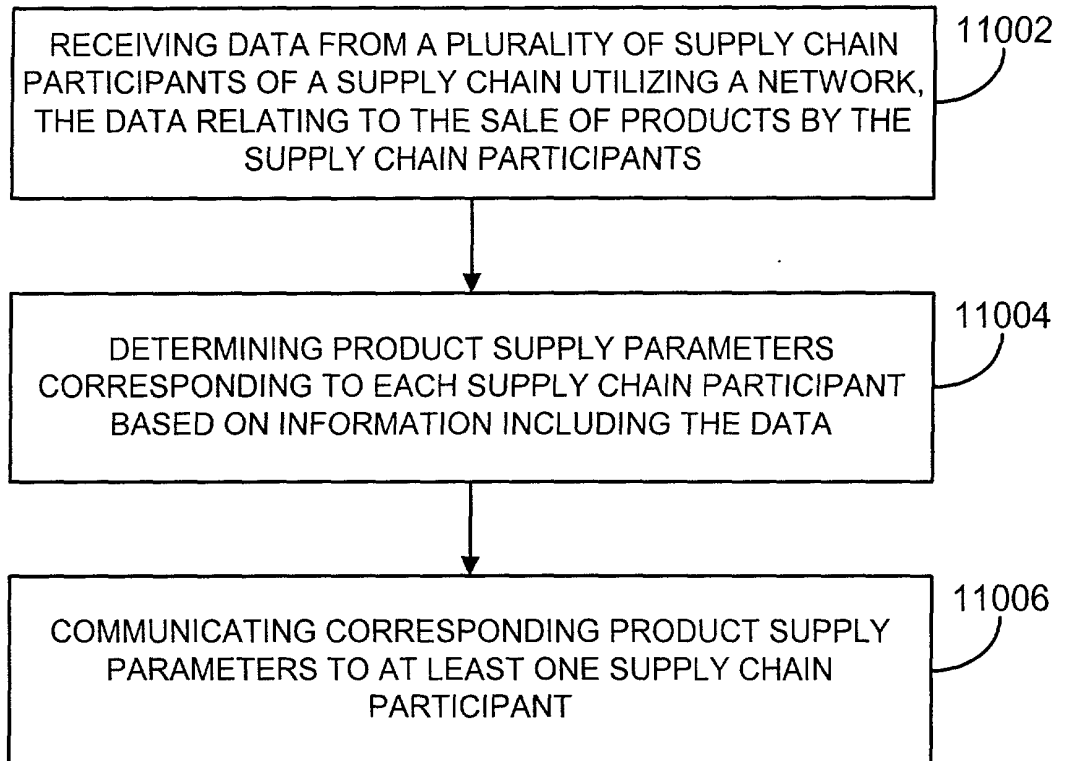 RECEIVING DATA FROM A PLURALITY OF SUPPLY CHAIN
PARTICIPANTS OF A SUPPLY CHAIN UTILIZING A NETWORK,
THE DATA RELATING TO THE SALE OF PRODUCTS BY THE
SUPPLY CHAIN PARTICIPANTS
11002
DETERMINING PRODUCT SUPPLY PARAMETERS
CORRESPONDING TO EACH SUPPLY CHAIN PARTICIPANT
BASED ON INFORMATION INCLUDING THE DATA
11004
COMMUNICATING CORRESPONDING PRODUCT SUPPLY
PARAMETERS TO AT LEAST ONE SUPPLY CHAIN
PARTICIPANT
11006